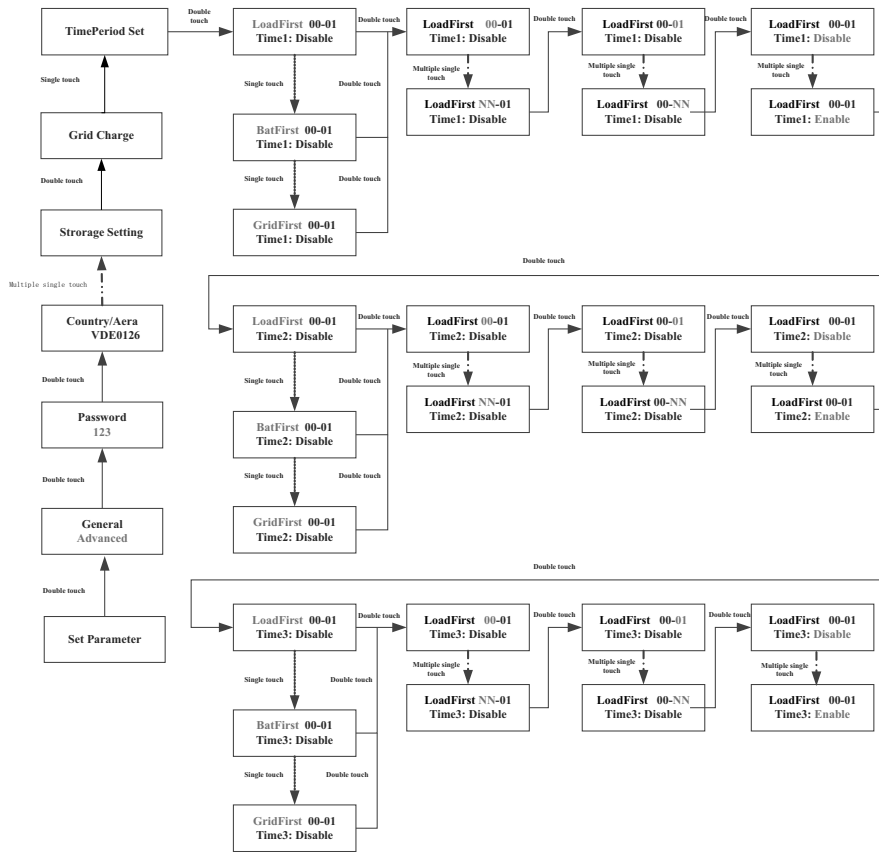 TimePeriod Set
Double touch
LoadFirst 00-01
Time1: Disable
Double touch
LoadFirst 00-01
Time1: Disable
Double touch
LoadFirst 00-01
Time1: Disable
Double touch
LoadFirst 00-01
Time1: Disable
Single touch
Single touch
Double touch
Multiple single touch
Multiple single touch
Multiple single touch
LoadFirst NN-01
Time1: Disable
LoadFirst 00-NN
Time1: Disable
LoadFirst 00-01
Time1: Enable
Grid Charge
BatFirst 00-01
Time1: Disable
Double touch
Single touch
Double touch
Strorage Setting
GridFirst 00-01
Time1: Disable
Double touch
Multiple single touch
Country/Aera
VDE0126
LoadFirst 00-01
Time2: Disable
Double touch
LoadFirst 00-01
Time2: Disable
Double touch
LoadFirst 00-01
Time2: Disable
Double touch
LoadFirst 00-01
Time2: Disable
Double touch
Single touch
Double touch
Multiple single touch
Multiple single touch
Multiple single touch
LoadFirst NN-01
Time2: Disable
LoadFirst 00-NN
Time2: Disable
LoadFirst 00-01
Time2: Enable
Password
123
BatFirst 00-01
Time2: Disable
Double touch
Single touch
Double touch
General
Advanced
GridFirst 00-01
Time2: Disable
Double touch
Double touch
Set Parameter
LoadFirst 00-01
Time3: Disable
Double touch
LoadFirst 00-01
Time3: Disable
Double touch
LoadFirst 00-01
Time3: Disable
Double touch
LoadFirst 00-01
Time3: Disable
Single touch
Double touch
Multiple single touch
Multiple single touch
Multiple single touch
LoadFirst NN-01
Time3: Disable
LoadFirst 00-NN
Time3: Disable
LoadFirst 00-01
Time3: Enable
BatFirst 00-01
Time3: Disable
Single touch
Double touch
GridFirst 00-01
Time3: Disable